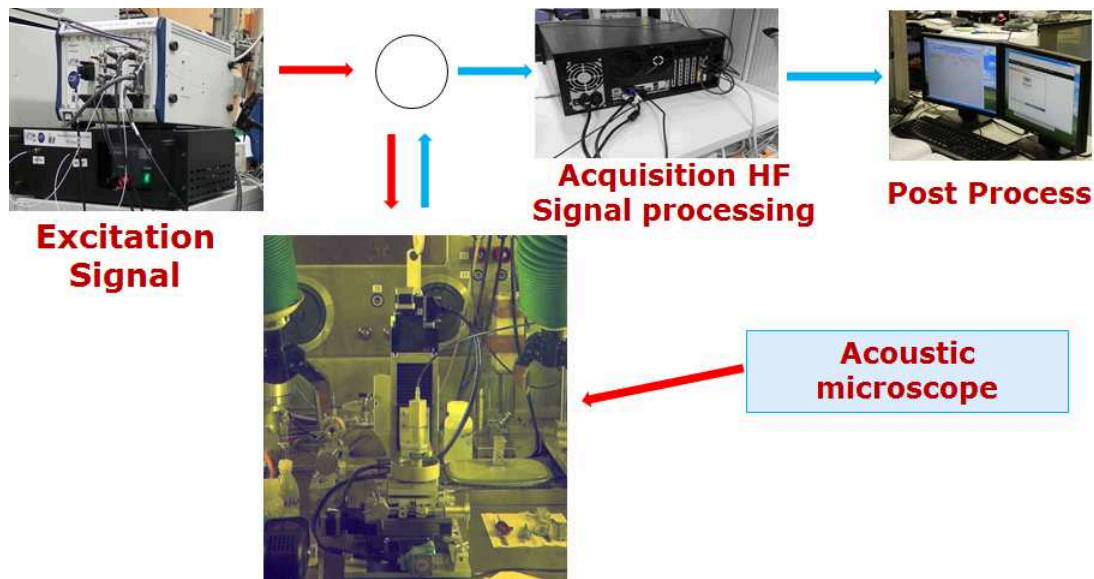 Excitation
Signal
Acquisition HF
Signal processing
Post Process
Acoustic
microscope